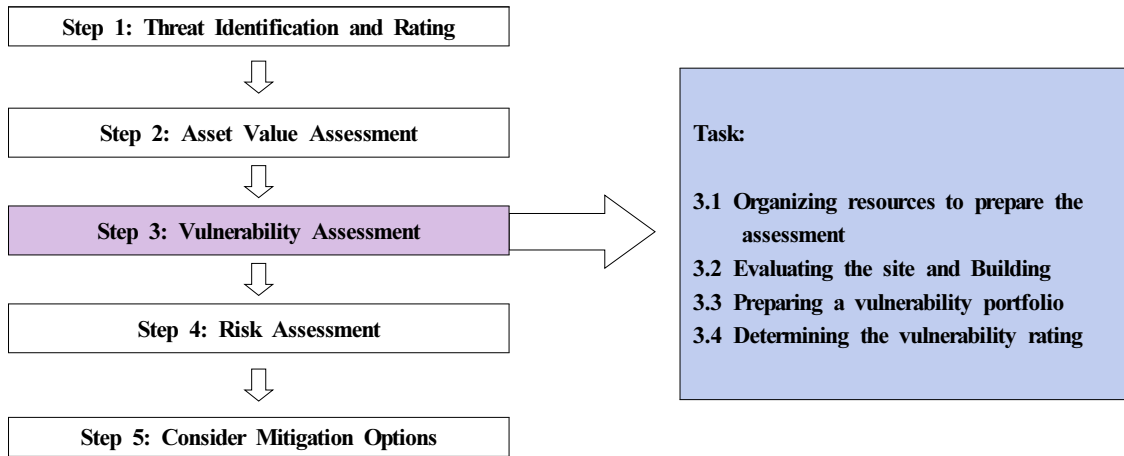 Step 1: Threat Identification and Rating
Step 2: Asset Value Assessment
Step 3: Vulnerability Assessment
Step 4: Risk Assessment
Step 5: Consider Mitigation Options
Task:
3.1 Organizing resources to prepare the
assessment
3.2 Evaluating the site and Building
3.3 Preparing a vulnerability portfolio
3.4 Determining the vulnerability rating